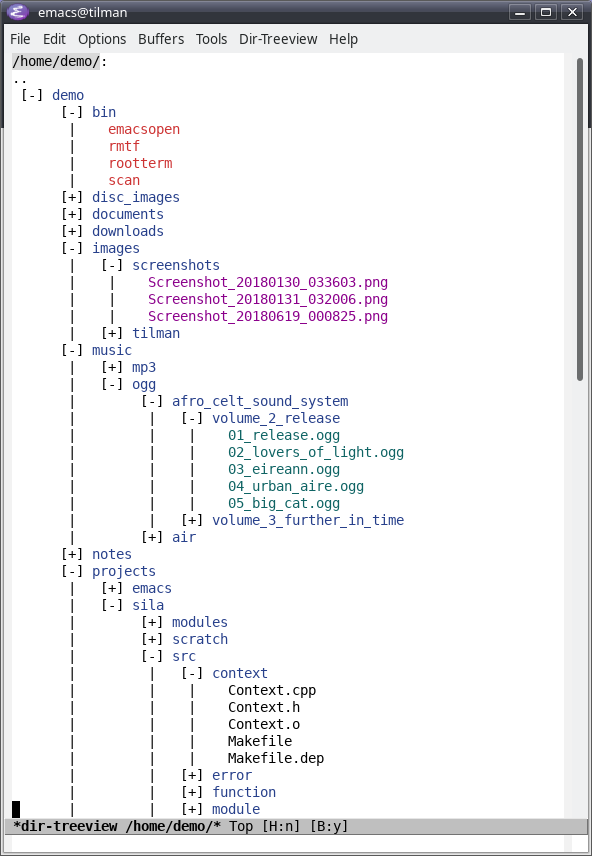 emacs@tilman
File Edit Options Buffers Tools Dir-Treeview Help
/home/demo/:
..
[-] demo
[-] bin
| emacsopen
| rmtf
| rootterm
| scan
[+] disc_images
[+] documents
[+] downloads
[-] images
| [-] screenshots
| | Screenshot_20180130_033603.png
| | Screenshot_20180131_032006.png
| | Screenshot_20180619_000825.png
| [+] tilman
[-] music
| [+] mp3
| [-] ogg
| [-] afro_celt_sound_system
| | [-] volume_2_release
| | | 01_release.ogg
| | | 02_lovers_of_light.ogg
| | | 03_eireann.ogg
| | | 04_urban_aire.ogg
| | | 05_big_cat.ogg
| | [+] volume_3_further_in_time
| [+] air
[+] notes
[-] projects
| [+] emacs
| [-] sila
| [+] modules
| [+] scratch
| [-] src
| | [-] context
| | | Context.cpp
| | | Context.h
| | | Context.o
| | | Makefile
| | | Makefile.dep
| | [+] error
| | [+] function
| | [+] module
*dir-treeview /home/demo/* Top [H:n] [B:y]